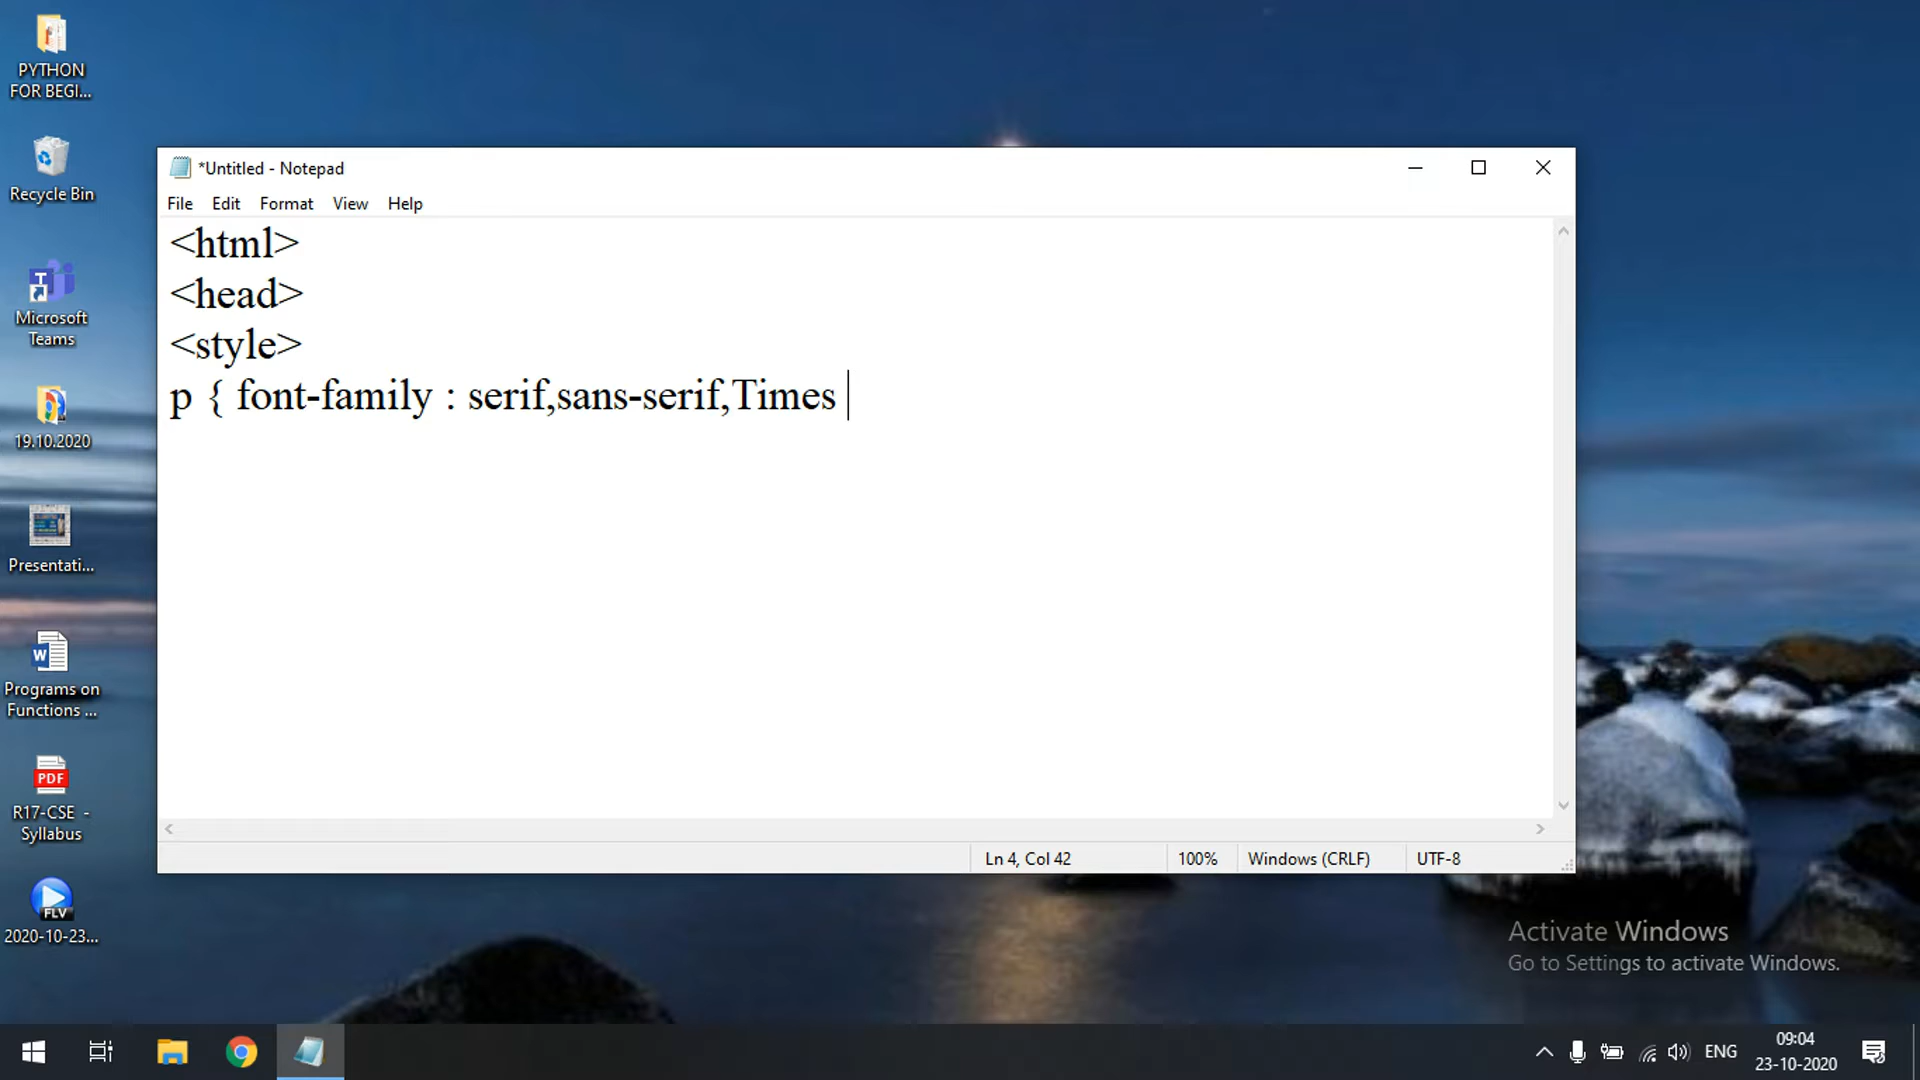 PYTHON
FOR BEGI...
Recycle Bin
Microsoft
Teams
19.10.2020
Presentati...
W
Programs on
Functions ...
PDF
R17-CSE -
Syllabus
FLV
2020-10-23...
*Untitled - Notepad
File Edit Format View Help
<html>
<head>
<style>
p { font-family : serif,sans-serif,Times
Ln 4, Col 42 100% Windows (CRLF) UTF-8
Activate Windows
Go to Settings to activate Windows.
ENG
09:04
23-10-2020